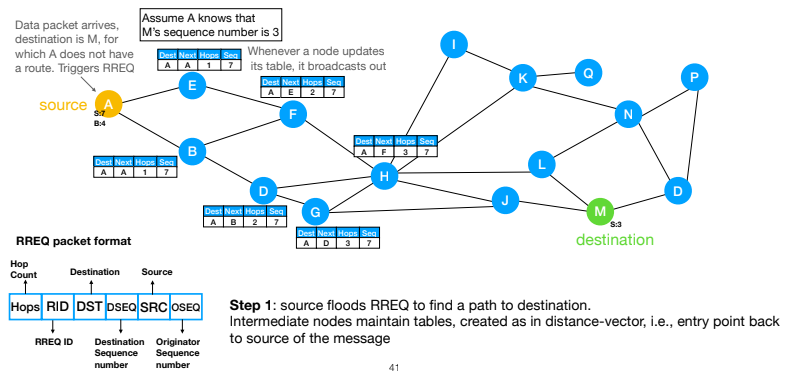 Data packet arrives,
destination is M, for
which A does not have
a route. Triggers RREQ
Assume A knows that
M's sequence number is 3
Whenever a node updates
its table, it broadcasts out
Dest Next Hops Seq
A A 1 7
Dest Next Hops Seq
A E 2 7
source
A
S:7
B:4
E
F
B
Dest Next Hops Seq
A A 1 7
Dest Next Hops Seq
A F 3 7
I
K
Q
P
N
H
L
D
Dest Next Hops Seq
A B 2 7
G
Dest Next Hops Seq
A D 3 7
J
M
S:3
D
destination
RREQ packet format
Hop
Count
Destination
Source
Hops RID DST DSEQ SRC OSEQ
RREQ ID
Destination
Sequence
number
Originator
Sequence
number
Step 1: source floods RREQ to find a path to destination.
Intermediate nodes maintain tables, created as in distance-vector, i.e., entry point back
to source of the message
41